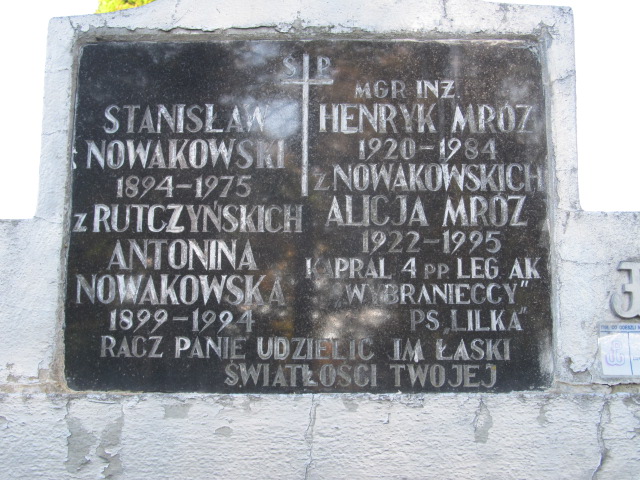 Ś P
STANISŁAW
NOWAKOWSKI
1894-1975
z RUTCZYŃSKICH
ANTONINA
NOWAKOWSKA
1899-1994
MGR INŻ.
HENRYK MRÓZ
1920-1984
z NOWAKOWSKICH
ALICJA MRÓZ
1922-1995
KAPRAL 4 PP LEG AK
"WYBRANIECCY"
PS„LILKA"
RACZ PANIE UDZIELIĆ IM ŁASKI
ŚWIATŁOŚCI TWOJEJ